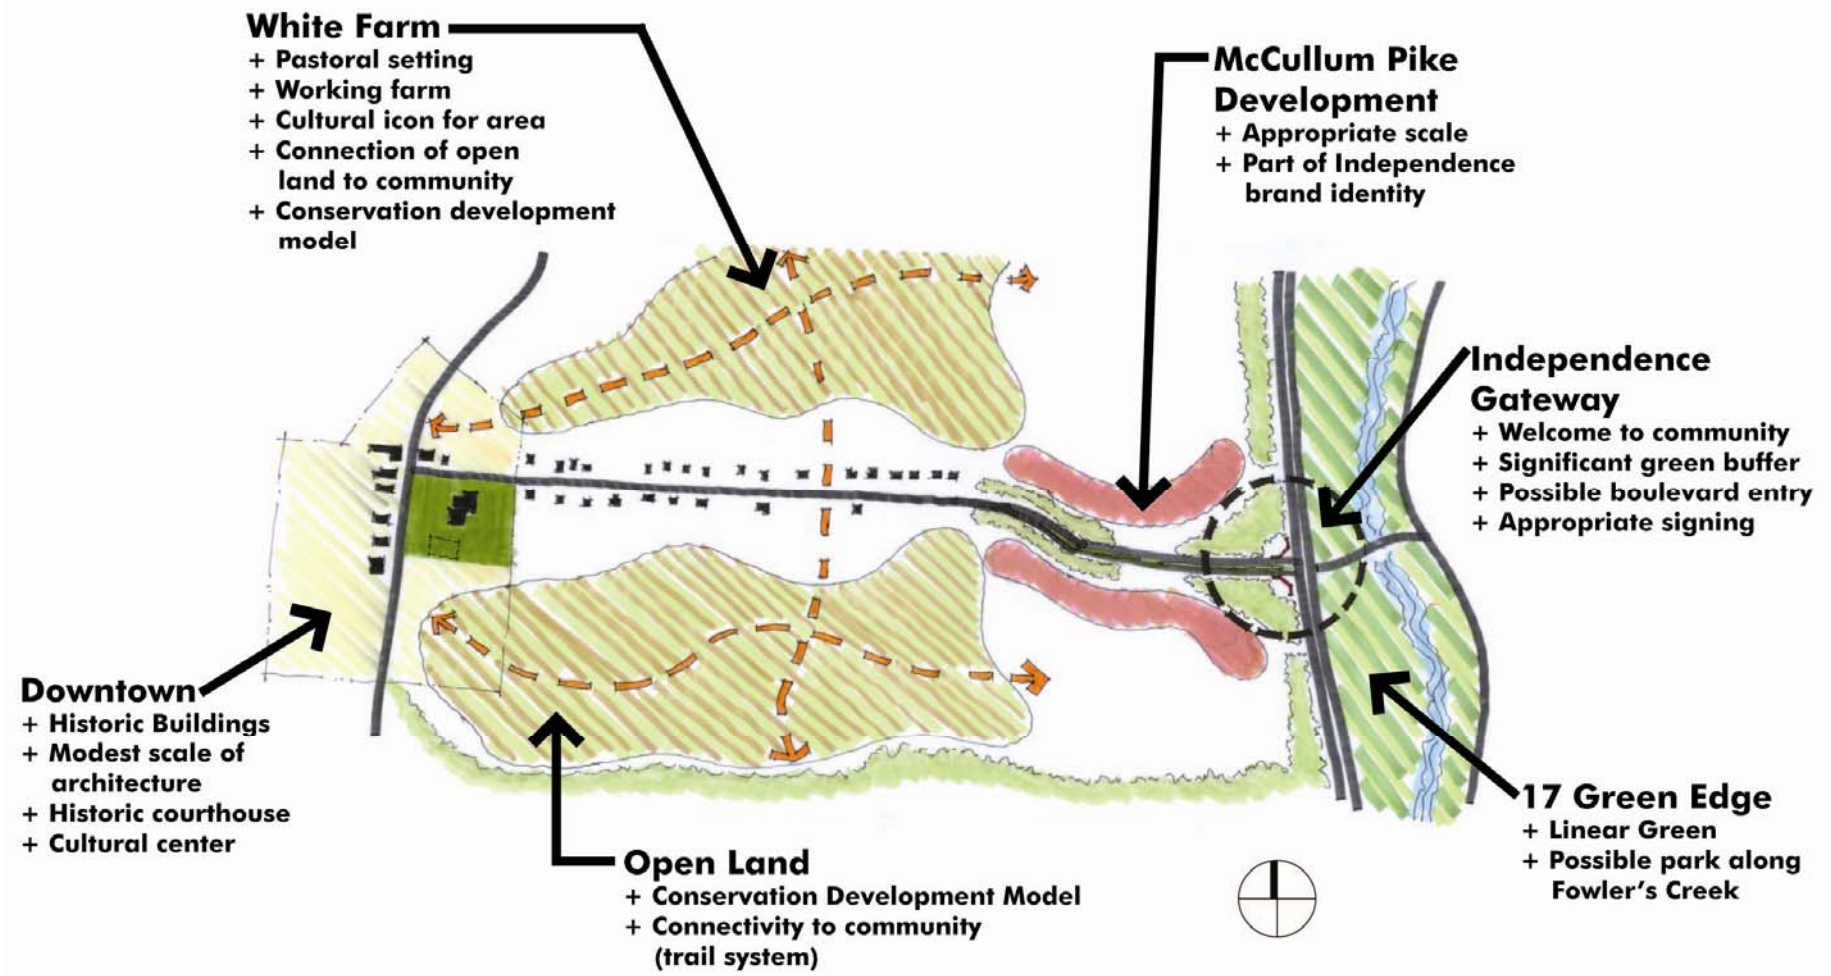 White Farm
+ Pastoral setting
+ Working farm
+ Cultural icon for area
+ Connection of open
land to community
+ Conservation development
model
McCullum Pike
Development
+ Appropriate scale
+ Part of Independence
brand identity
Independence
Gateway
+ Welcome to community
+ Significant green buffer
+ Possible boulevard entry
+ Appropriate signing
Downtown
+ Historic Buildings
+ Modest scale of
architecture
+ Historic courthouse
+ Cultural center
Open Land
+ Conservation Development Model
+ Connectivity to community
(trail system)
17 Green Edge
+ Linear Green
+ Possible park along
Fowler's Creek